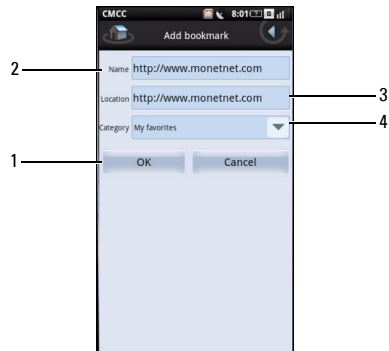 CMCC 8:01
Add bookmark
2 Name http://www.monetnet.com
Location http://www.monetnet.com 3
Category My favorites 4
1 OK Cancel